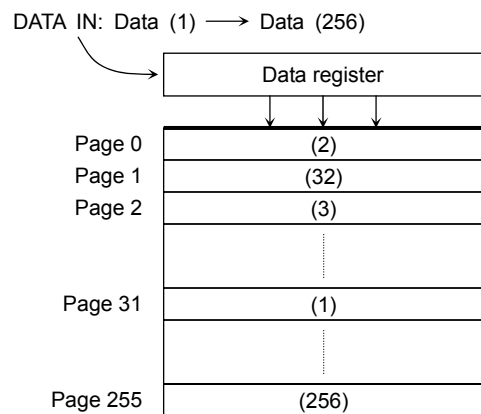 DATA IN: Data (1) → Data (256)
Data register
Page 0 (2)
Page 1 (32)
Page 2 (3)
Page 31 (1)
Page 255 (256)